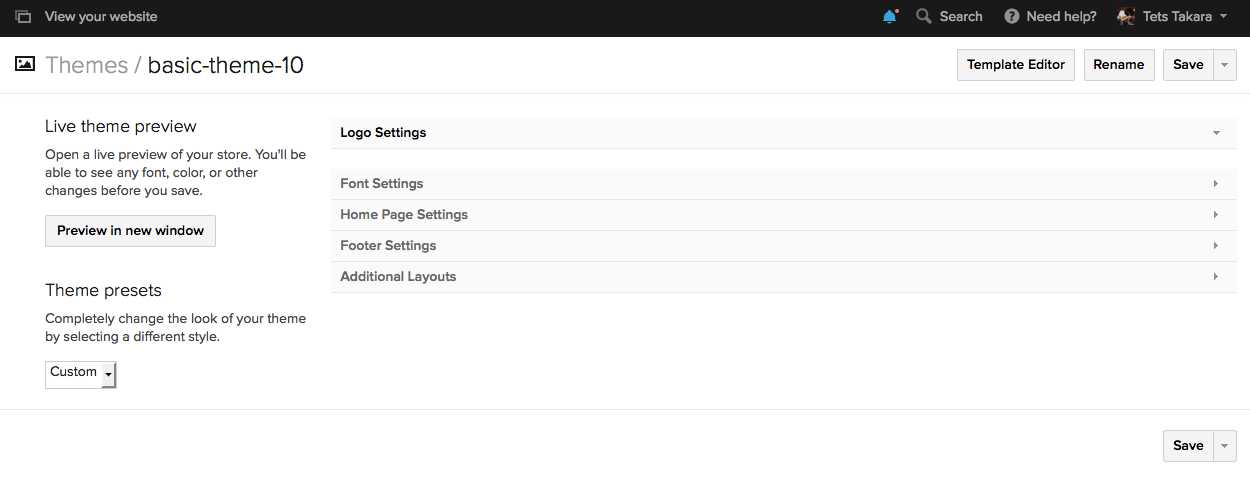 View your website
Search
Need help?
Tets Takara
Themes / basic-theme-10
Template Editor
Rename
Save
Live theme preview
Open a live preview of your store. You'll be
able to see any font, color, or other
changes before you save.
Preview in new window
Theme presets
Completely change the look of your theme
by selecting a different style.
Custom
Logo Settings
Font Settings
Home Page Settings
Footer Settings
Additional Layouts
Save